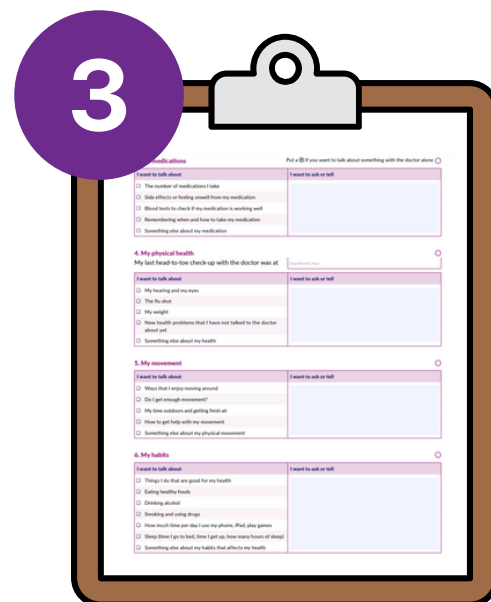 3
medications
Put a if you want to talk about something with the doctor alone
I want to talk about
I want to ask or tell
The number of medications I take
Side effects or feeling unwell from my medication
Blood tests to check if my medication is working well
Remembering when and how to take my medication
Something else about my medication
4. My physical health
My last head-to-toe check-up with the doctor was at
I want to talk about
I want to ask or tell
My hearing and my eyes
The flu shot
My weight
New health problems that I have not talked to the doctor
about yet
Something else about my health
5. My movement
I want to talk about
I want to ask or tell
Ways that I enjoy moving around
Do I get enough movement?
My time outdoors and getting fresh air
How to get help with my movement
Something else about my physical movement
6. My habits
I want to talk about
I want to ask or tell
Things I do that are good for my health
Eating healthy foods
Drinking alcohol
Smoking and using drugs
How much time per day I use my phone, iPad, play games
Sleep (time I go to bed, time I get up, how many hours of sleep)
Something else about my habits that affects my health